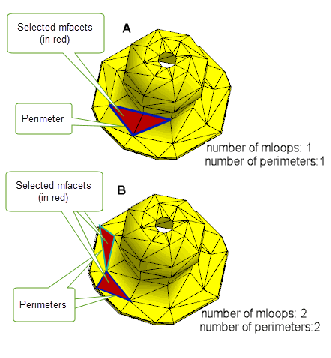 Selected mfacets
(in red)
A
Perimeter
number of mloops: 1
number of perimeters:1
Selected mfacets
(in red)
B
Perimeters
number of mloops: 2
number of perimeters:2